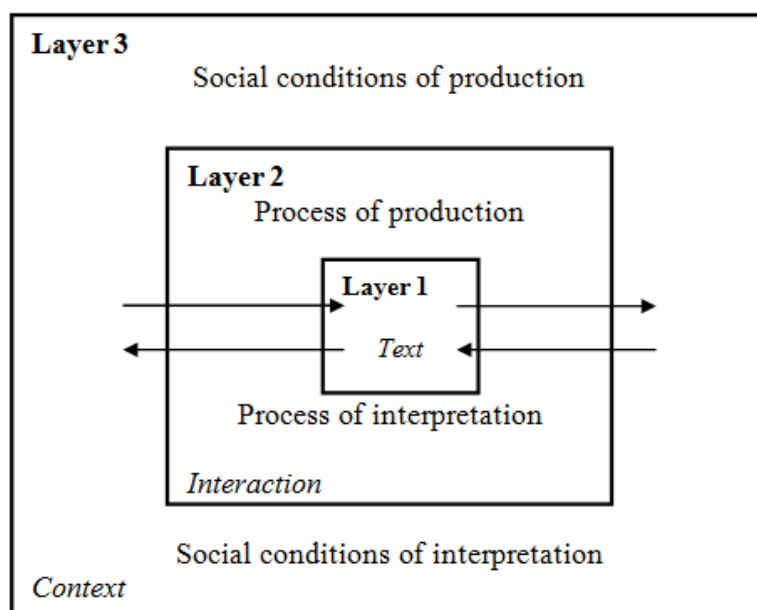 Layer 3
Social conditions of production
Layer 2
Process of production
Layer 1
Text
Process of interpretation
Interaction
Social conditions of interpretation
Context